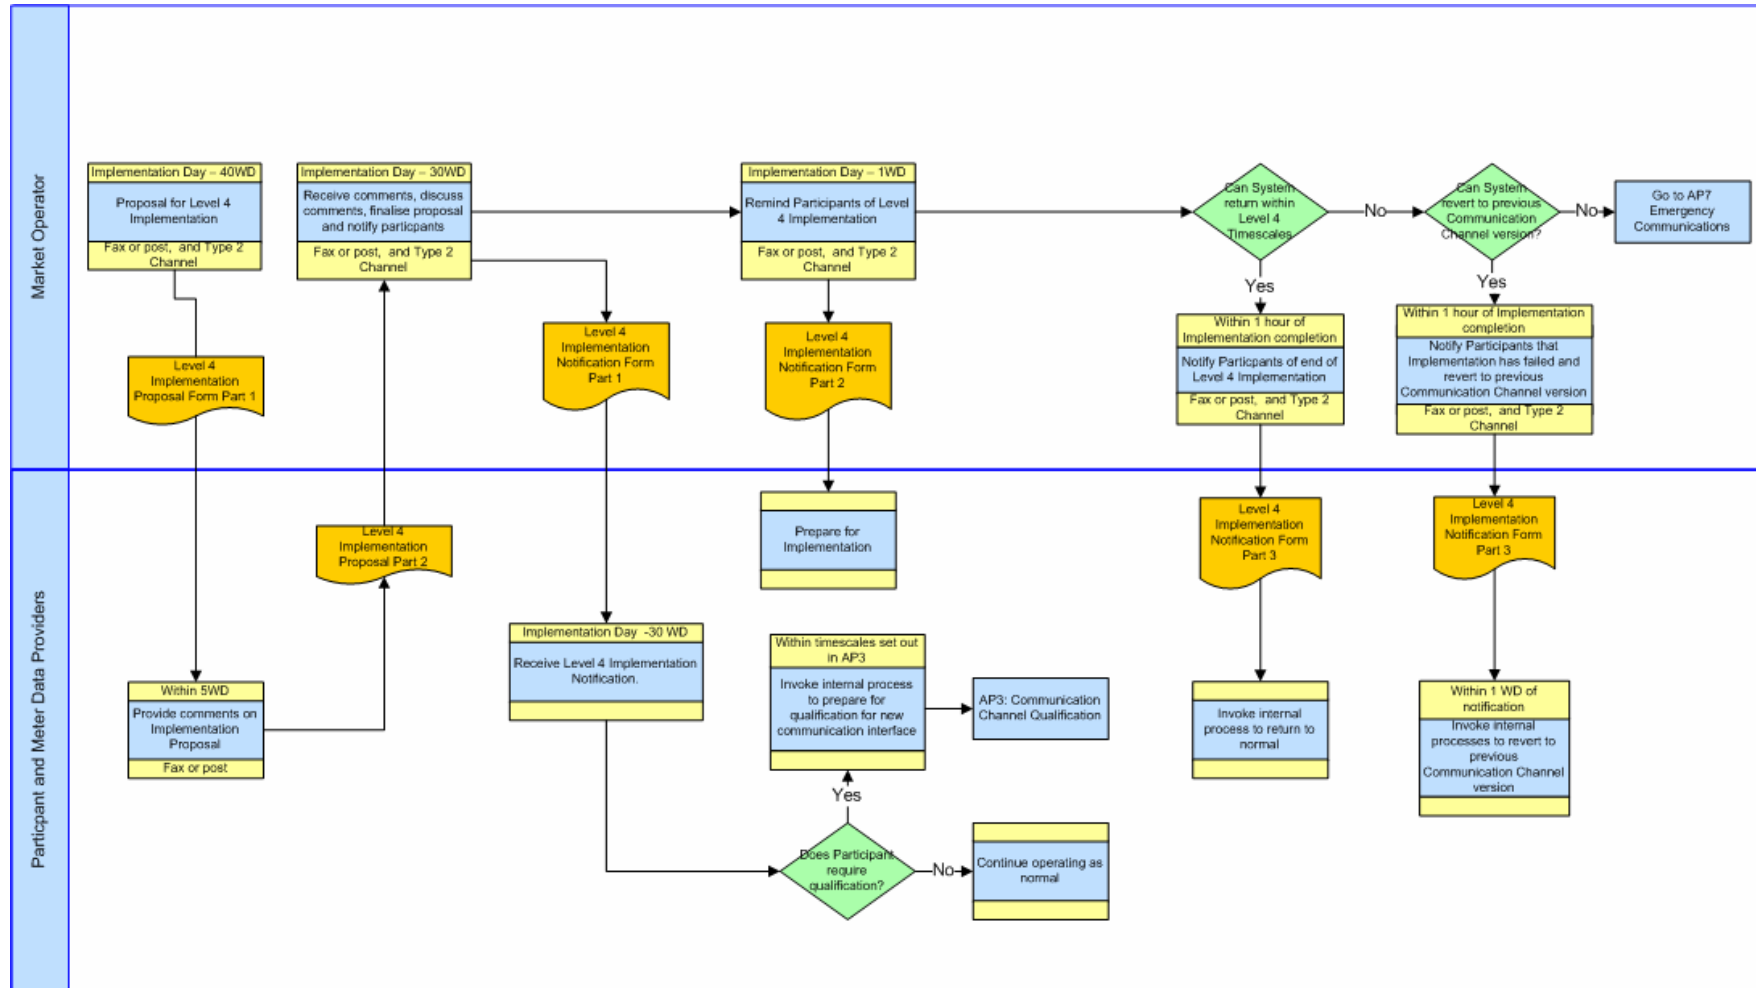 Market Operator
Implementation Day – 40WD
Proposal for Level 4
Implementation
Fax or post, and Type 2
Channel
Level 4
Implementation
Proposal Form Part 1
Implementation Day – 30WD
Receive comments, discuss
comments, finalise proposal
and notify particpants
Fax or post, and Type 2
Channel
Level 4
Implementation
Notification Form
Part 1
Implementation Day – 1WD
Remind Participants of Level
4 Implementation
Fax or post, and Type 2
Channel
Level 4
Implementation
Notification Form
Part 2
Can System
return within
Level 4
Timescales
No
Yes
Within 1 hour of
Implementation completion
Notify Particpants of end of
Level 4 Implementation
Fax or post, and Type 2
Channel
Can System
revert to previous
Communication
Channel version?
No
Yes
Within 1 hour of Implementation
completion
Notify Participants that
Implementation has failed and
revert to previous
Communication Channel version
Fax or post, and Type 2
Channel
Go to AP7
Emergency
Communications
Particpant and Meter Data Providers
Within 5WD
Provide comments on
Implementation
Proposal
Fax or post
Level 4
Implementation
Proposal Part 2
Implementation Day -30 WD
Receive Level 4 Implementation
Notification.
Prepare for
Implementation
Within timescales set out
in AP3
Invoke internal process
to prepare for
qualification for new
communication interface
AP3: Communication
Channel Qualification
Yes
Does Participant
require
qualification?
No
Continue operating as
normal
Level 4
Implementation
Notification Form
Part 3
Invoke internal
process to return to
normal
Level 4
Implementation
Notification Form
Part 3
Within 1 WD of
notification
Invoke internal
processes to revert to
previous
Communication Channel
version